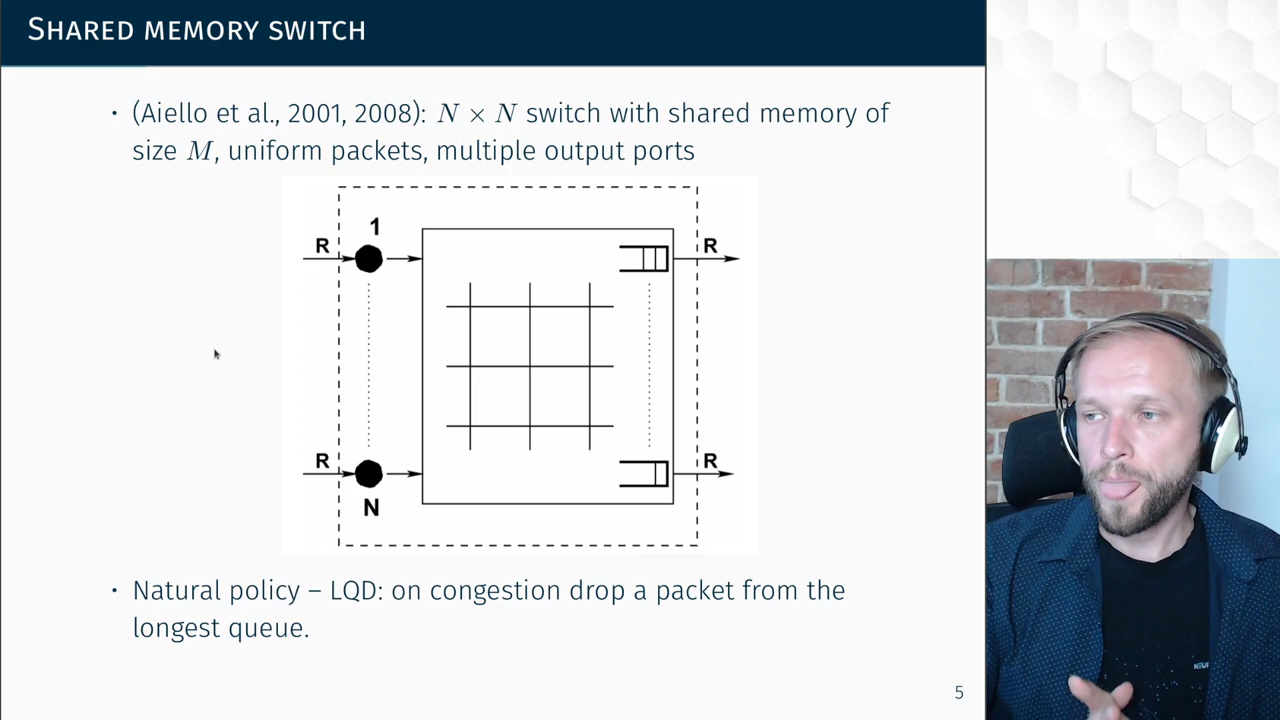 SHARED MEMORY SWITCH
• (Aiello et al., 2001, 2008): N × N switch with shared memory of
size M, uniform packets, multiple output ports
1
R R
R R
N
• Natural policy – LQD: on congestion drop a packet from the
longest queue.
5